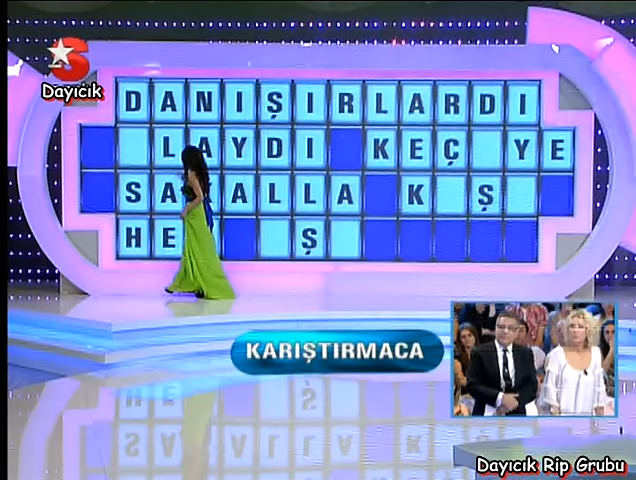 Dayıcık
DANIŞIRLARDI
LAYDI KEÇ YE
SA ALLA K Ş
HE Ş
KARIŞTIRMACA
Dayıcık Rip Grubu